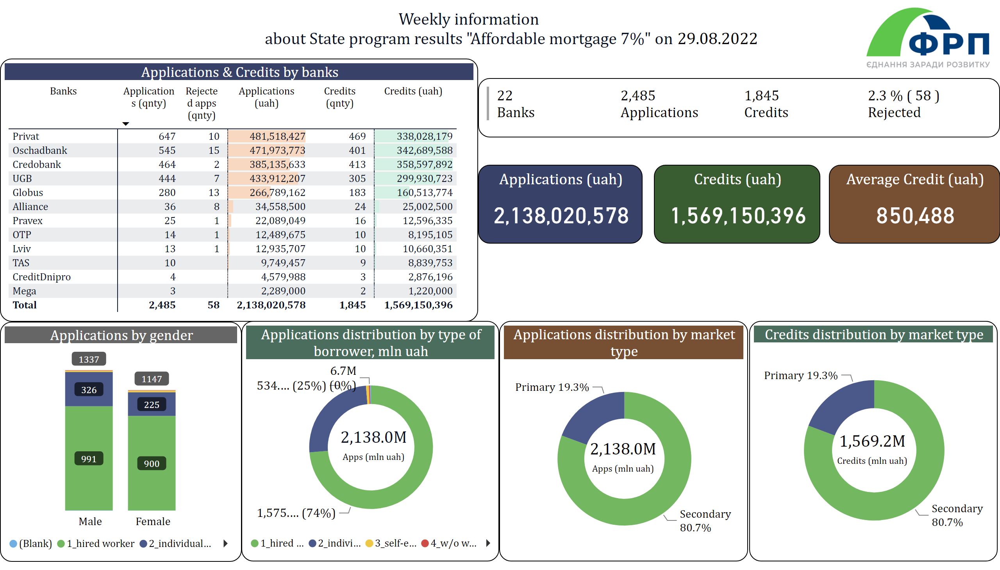 Weekly information
about State program results "Affordable mortgage 7%" on 29.08.2022
ФРП
ЄДНАННЯ ЗАРАДИ РОЗВИТКУ
Applications & Credits by banks
Banks Application Rejecte Applications Credits Credits (uah)
s (qnty) d apps (uah) (qnty)
(qnty)
Privat 647 10 481,518,427 469 338,028,179
Oschadbank 545 15 471,973,773 401 342,689,588
Credobank 464 2 385,135,633 413 358,597,892
UGB 444 7 433,912,207 305 299,930,723
Globus 280 13 266,789,162 183 160,513,774
Alliance 36 8 34,558,500 24 25,002,500
Pravex 25 1 22,089,049 16 12,596,335
OTP 14 1 12,489,675 10 8,195,105
Lviv 13 1 12,935,707 10 10,660,351
TAS 10 9,749,457 9 8,839,753
CreditDnipro 4 4,579,988 3 2,876,196
Mega 3 2,289,000 2 1,220,000
Total 2,485 58 2,138,020,578 1,845 1,569,150,396
22 2,485 1,845 2.3 % ( 58 )
Banks Applications Credits Rejected
Applications (uah)
2,138,020,578
Credits (uah)
1,569,150,396
Average Credit (uah)
850,488
Applications by gender
1337
326
991
1147
225
900
Male Female
(Blank) 1_hired worker 2_individual...
Applications distribution by type of
borrower, mln uah
6.7M
(0%)
534.... (25%)
2,138.0M
Apps (mln uah)
1,575.... (74%)
1_hired ... 2_indivi... 3_self-e... 4_w/o w...
Applications distribution by market
type
Primary 19.3%
2,138.0M
Apps (mln uah)
Secondary
80.7%
Credits distribution by market type
Primary 19.3%
1,569.2M
Credits (mln uah)
Secondary
80.7%